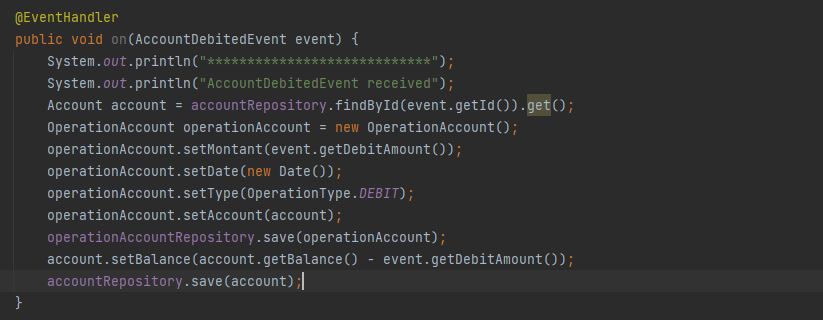 @EventHandler
public void on(AccountDebitedEvent event) {
    System.out.println("****************************");
    System.out.println("AccountDebitedEvent received");
    Account account = accountRepository.findById(event.getId()).get();
    OperationAccount operationAccount = new OperationAccount();
    operationAccount.setMontant(event.getDebitAmount());
    operationAccount.setDate(new Date());
    operationAccount.setType(OperationType.DEBIT);
    operationAccount.setAccount(account);
    operationAccountRepository.save(operationAccount);
    account.setBalance(account.getBalance() - event.getDebitAmount());
    accountRepository.save(account);
}